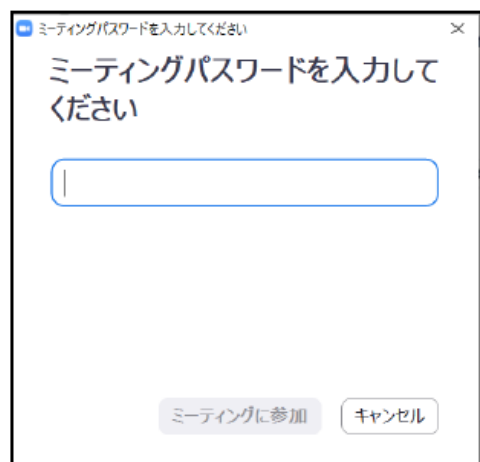 ミーティングパスワードを入力してください
ミーティングパスワードを入力して
ください
ミーティングに参加
キャンセル